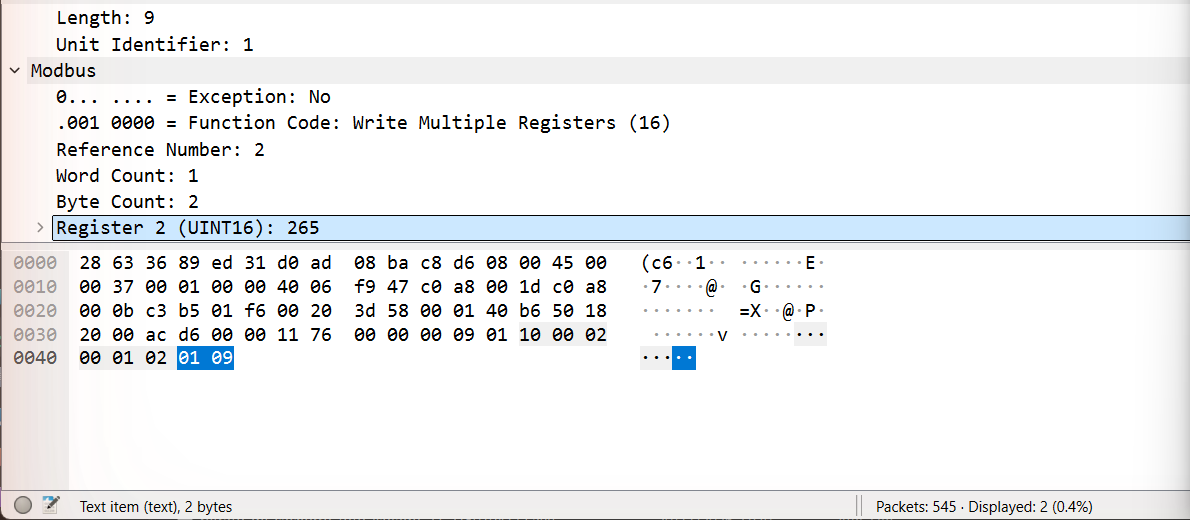 Length: 9
Unit Identifier: 1
Modbus
0... .... = Exception: No
.001 0000 = Function Code: Write Multiple Registers (16)
Reference Number: 2
Word Count: 1
Byte Count: 2
Register 2 (UINT16): 265
0000 28 63 36 89 ed 31 d0 ad 08 ba c8 d6 08 00 45 00 (c6··1·· ······E·
0010 00 37 00 01 00 00 40 06 f9 47 c0 a8 00 1d c0 a8 ·7····@· ·G······
0020 00 0b c3 b5 01 f6 00 20 3d 58 00 01 40 b6 50 18 ······· =X··@·P·
0030 20 00 ac d6 00 00 11 76 00 00 00 09 01 10 00 02 ······v ········
0040 00 01 02 01 09 ·····
Text item (text), 2 bytes
Packets: 545 · Displayed: 2 (0.4%)